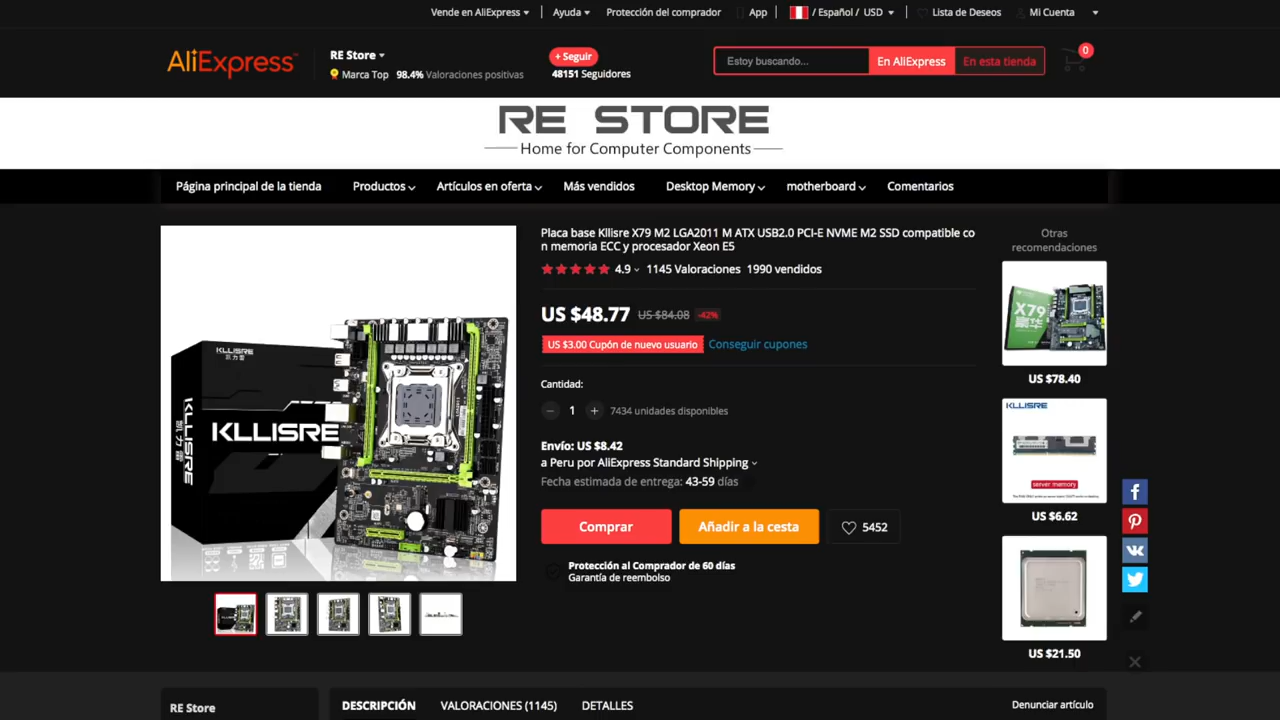 Vende en AliExpress
Ayuda
Protección del comprador
App
/ Español / USD
Lista de Deseos
Mi Cuenta
AliExpress™
RE Store
Marca Top 98.4% Valoraciones positivas
+ Seguir
48151 Seguidores
Estoy buscando...
En AliExpress
En esta tienda
0
RE STORE
Home for Computer Components
Página principal de la tienda
Productos
Artículos en oferta
Más vendidos
Desktop Memory
motherboard
Comentarios
KLLISRE
KLLISRE
KLLISRE
Placa base Kllisre X79 M2 LGA2011 M ATX USB2.0 PCI-E NVME M2 SSD compatible co
n memoria ECC y procesador Xeon E5
4.9 1145 Valoraciones 1990 vendidos
US $48.77 US $84.08 -42%
US $3.00 Cupón de nuevo usuario Conseguir cupones
Cantidad:
1 7434 unidades disponibles
Envío: US $8.42
a Peru por AliExpress Standard Shipping
Fecha estimada de entrega: 43-59 días
Comprar
Añadir a la cesta
5452
Protección al Comprador de 60 días
Garantía de reembolso
Otras
recomendaciones
X79
US $78.40
KLLISRE
server memory
US $6.62
US $21.50
RE Store
DESCRIPCIÓN
VALORACIONES (1145)
DETALLES
Denunciar artículo